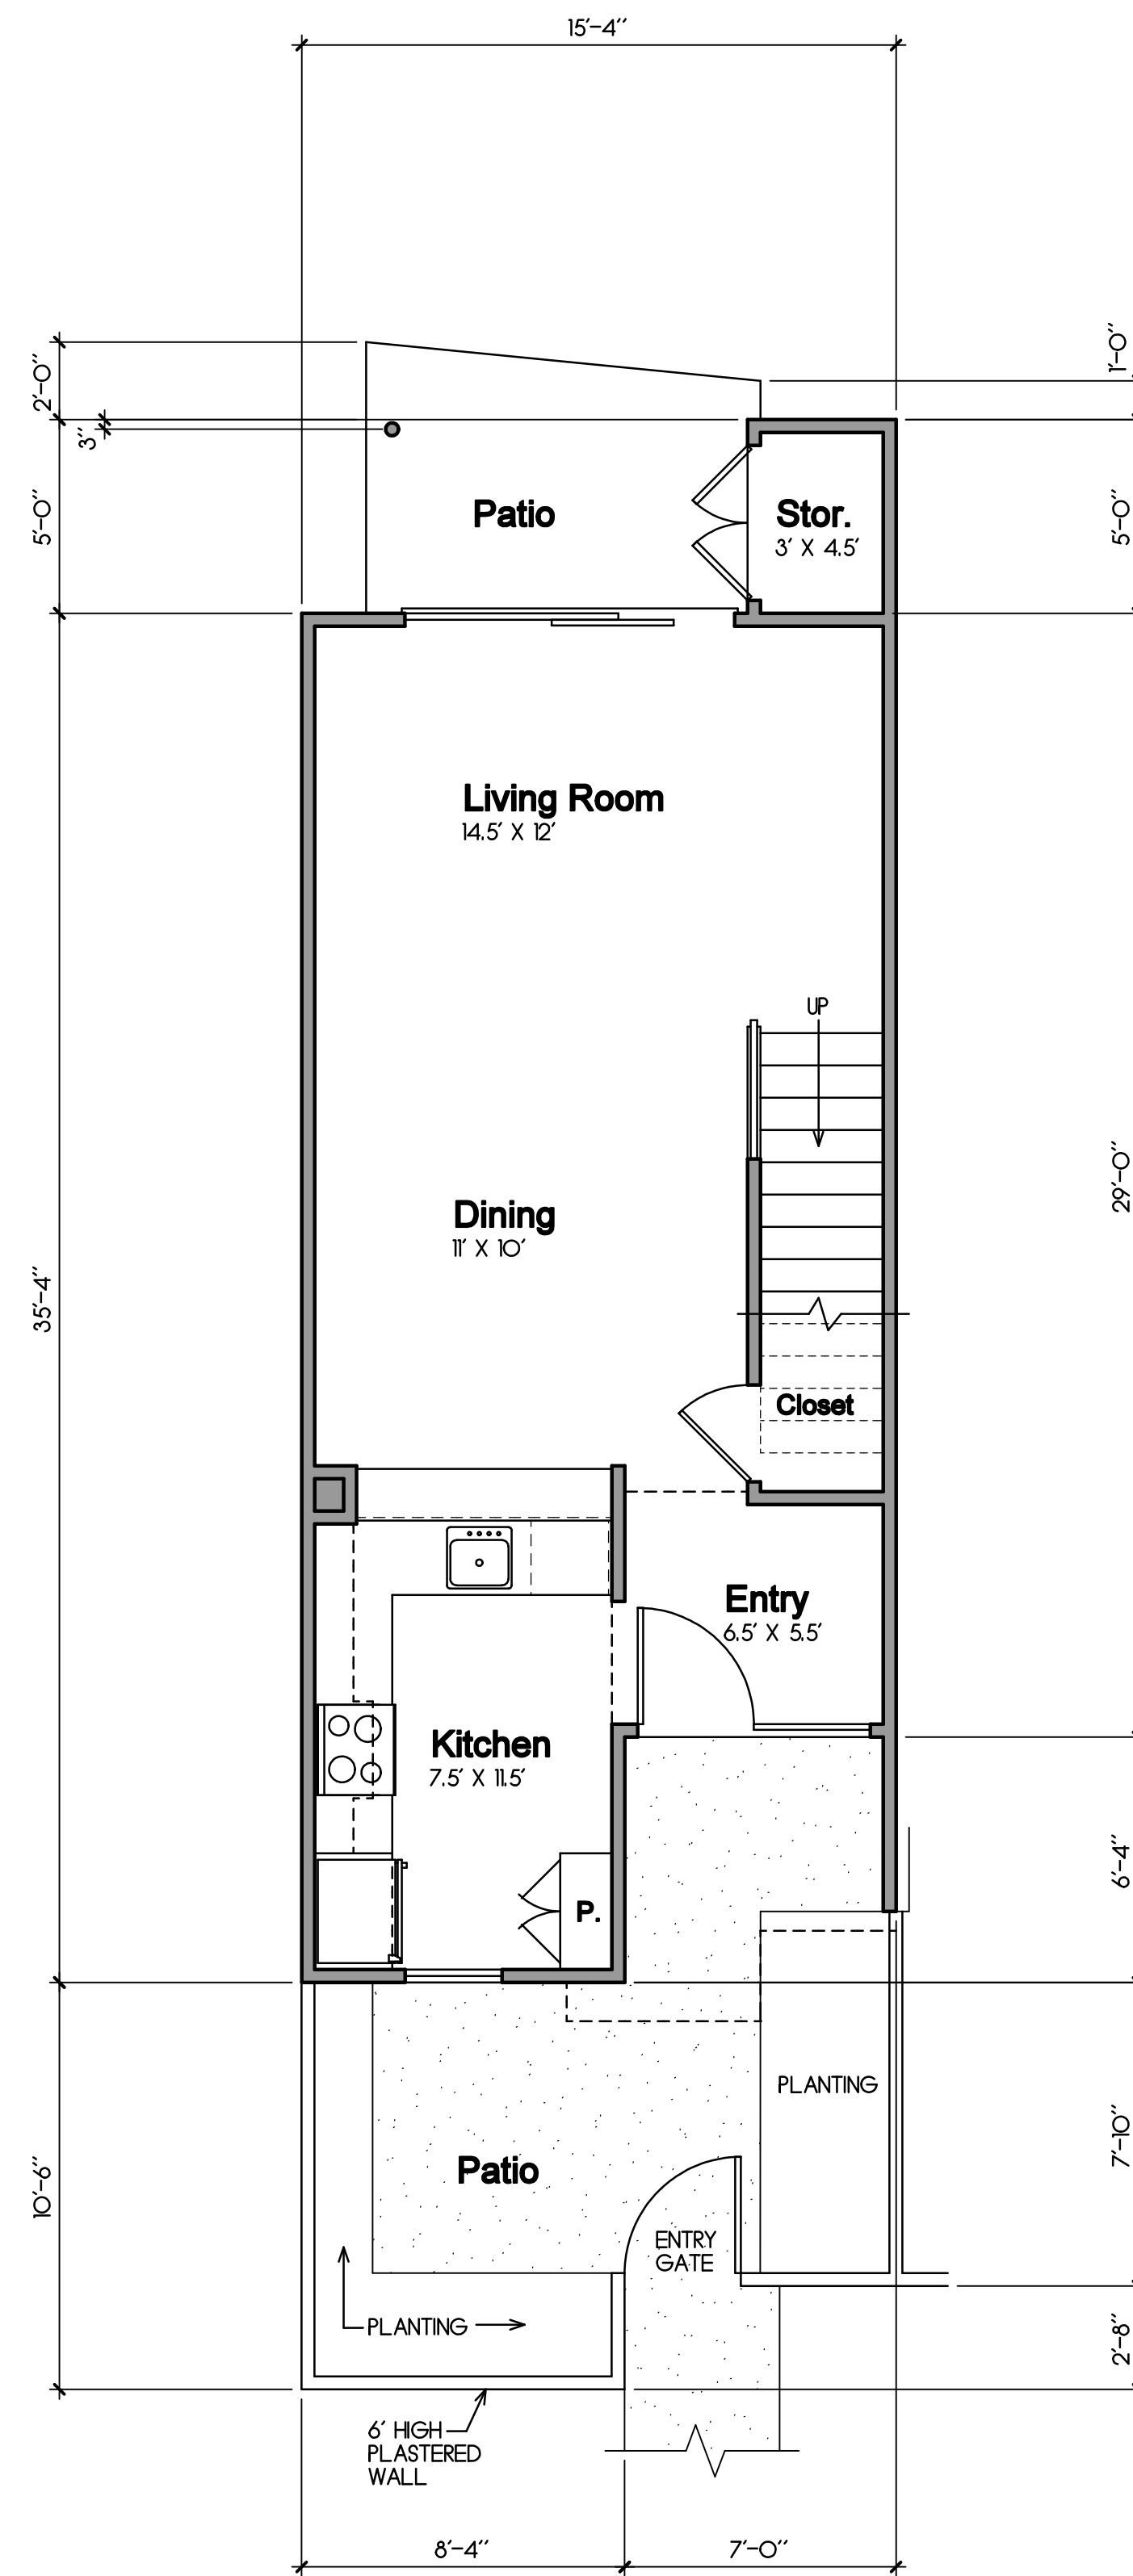 15'-4"
1'-0"
2'-0"
3"
5'-0"
Patio
Stor.
3' X 4.5'
5'-0"
Living Room
14.5' X 12'
UP
29'-0"
Dining
11' X 10'
35'-4"
Closet
Entry
6.5' X 5.5'
Kitchen
7.5' X 11.5'
6'-4"
P.
PLANTING
7'-10"
Patio
10'-6"
ENTRY
GATE
PLANTING
2'-8"
6' HIGH
PLASTERED
WALL
8'-4"
7'-0"